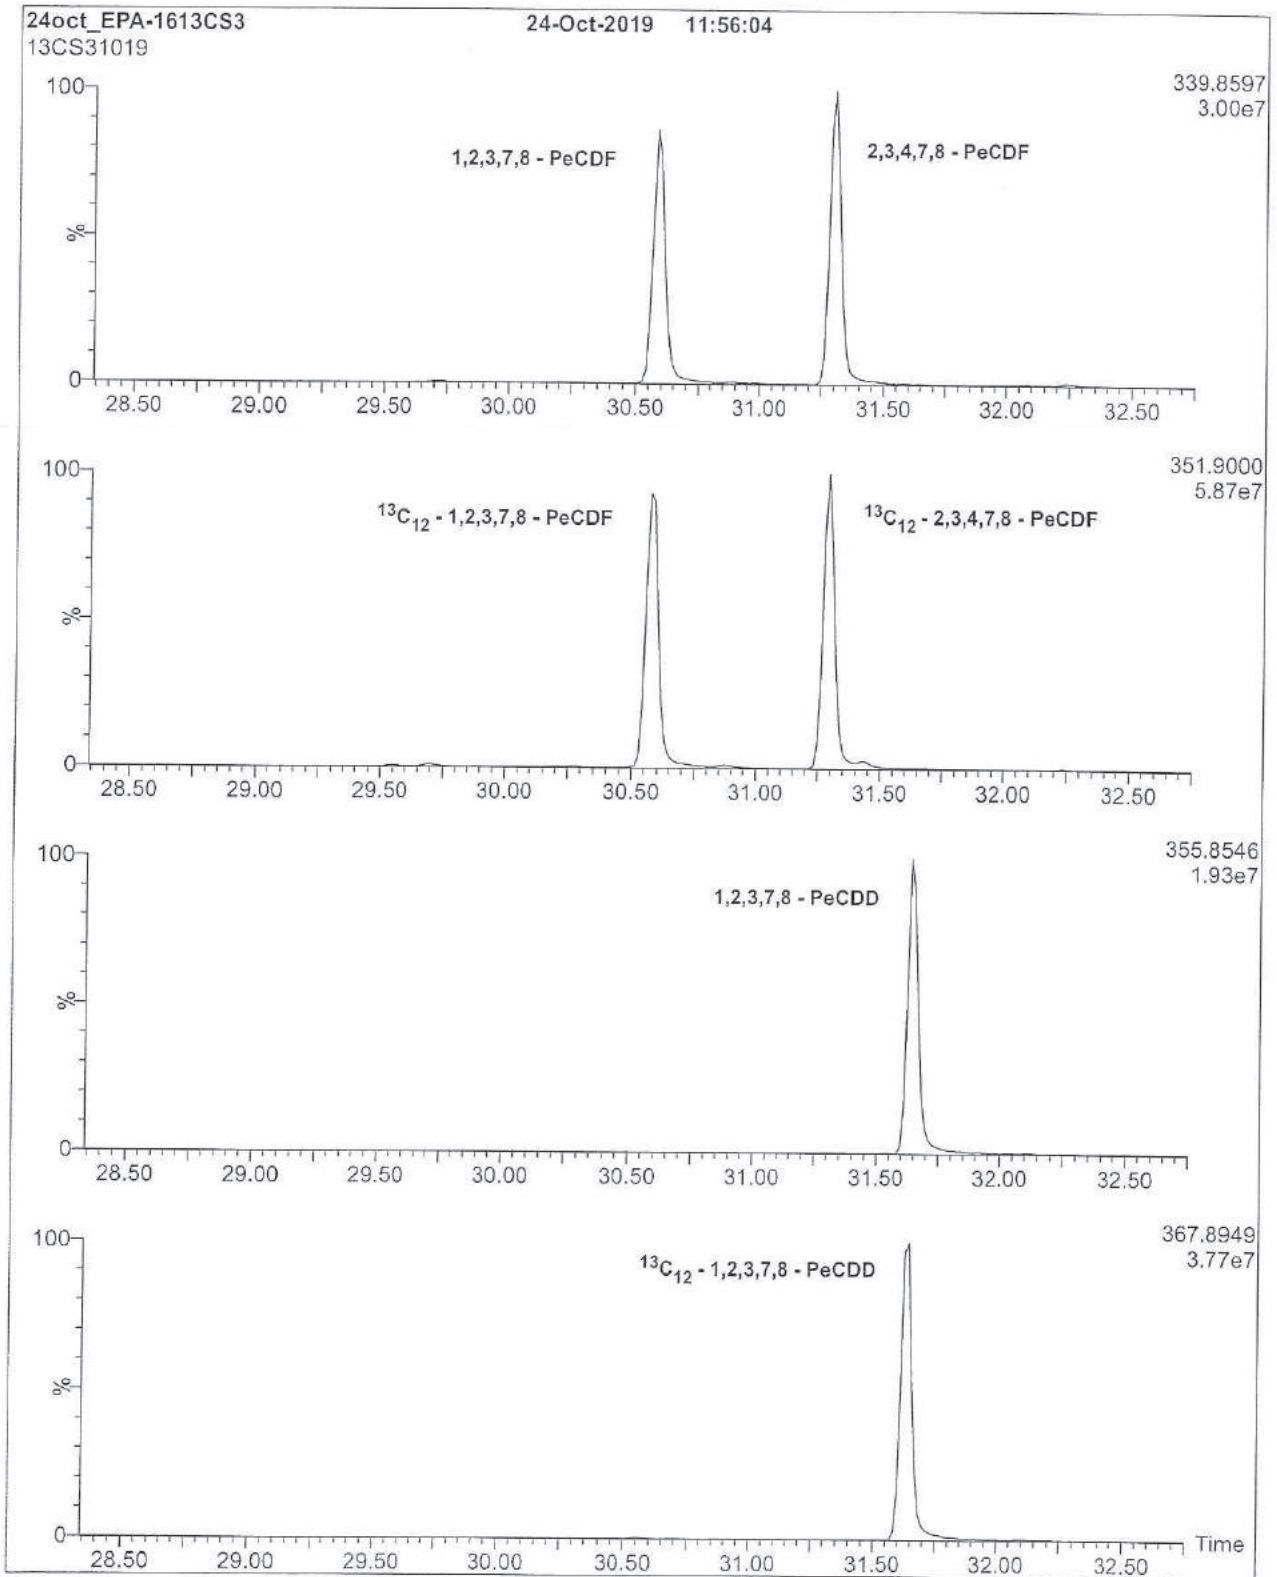 24oct_EPA-1613CS3 24-Oct-2019 11:56:04
13CS31019
100 339.8597
3.00e7
1,2,3,7,8 - PeCDF 2,3,4,7,8 - PeCDF
%
0
28.50 29.00 29.50 30.00 30.50 31.00 31.50 32.00 32.50
100 351.9000
5.87e7
¹³C₁₂ - 1,2,3,7,8 - PeCDF ¹³C₁₂ - 2,3,4,7,8 - PeCDF
%
0
28.50 29.00 29.50 30.00 30.50 31.00 31.50 32.00 32.50
100 355.8546
1.93e7
1,2,3,7,8 - PeCDD
%
0
28.50 29.00 29.50 30.00 30.50 31.00 31.50 32.00 32.50
100 367.8949
3.77e7
¹³C₁₂ - 1,2,3,7,8 - PeCDD
%
0 Time
28.50 29.00 29.50 30.00 30.50 31.00 31.50 32.00 32.50